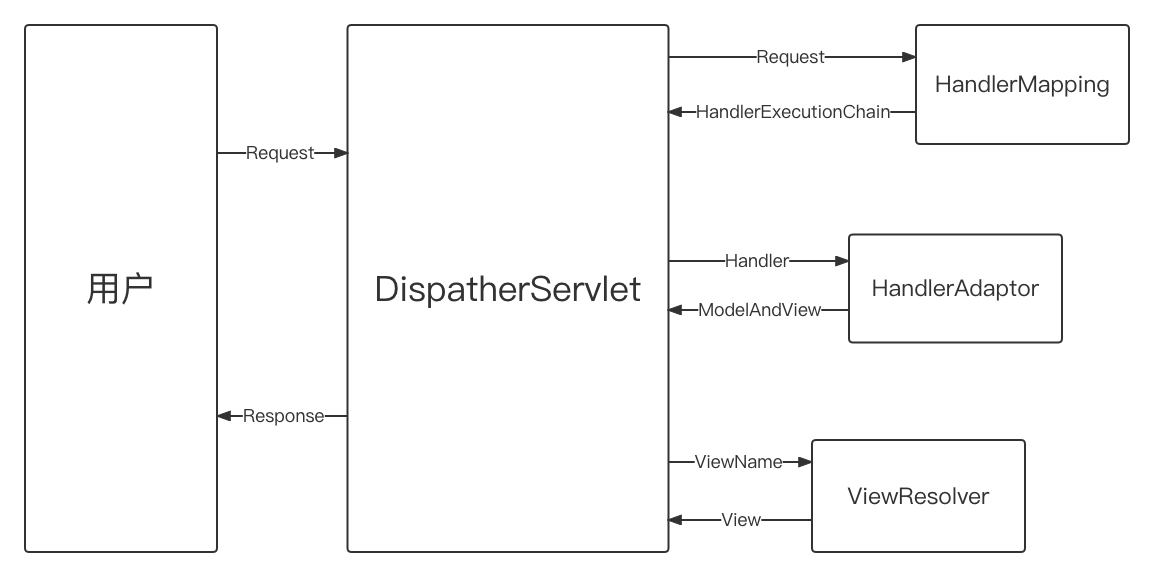 用户
Request
Response
DispatherServlet
Request
HandlerExecutionChain
HandlerMapping
Handler
ModelAndView
HandlerAdaptor
ViewName
View
ViewResolver